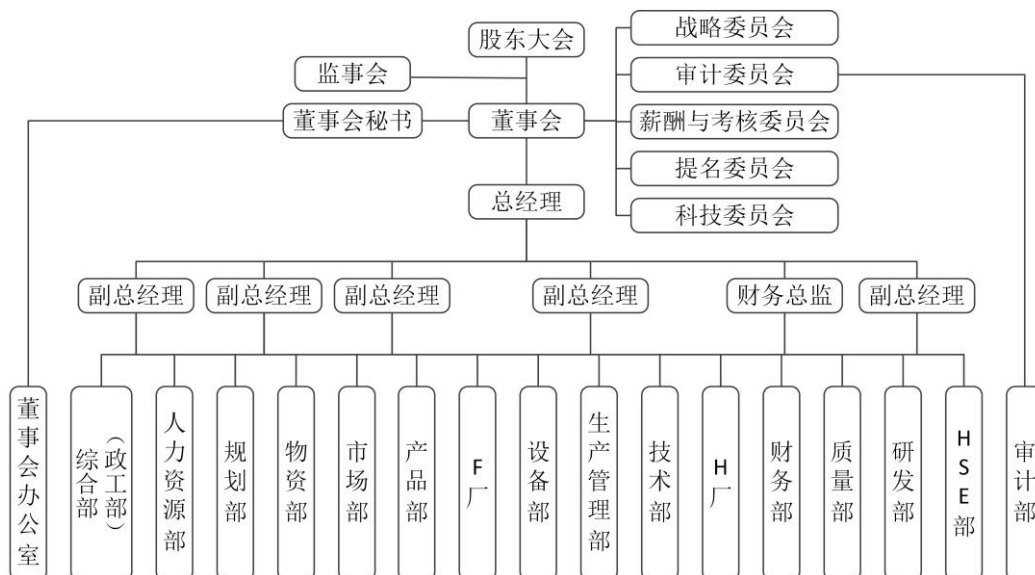 股东大会
战略委员会
监事会
审计委员会
董事会秘书
董事会
薪酬与考核委员会
提名委员会
总经理
科技委员会
副总经理
副总经理
副总经理
副总经理
财务总监
副总经理
董事会办公室
综合部
（政工部）
人力资源部
规划部
物资部
市场部
产品部
F厂
设备部
生产管理部
技术部
H厂
财务部
质量部
研发部
HSE部
审计部